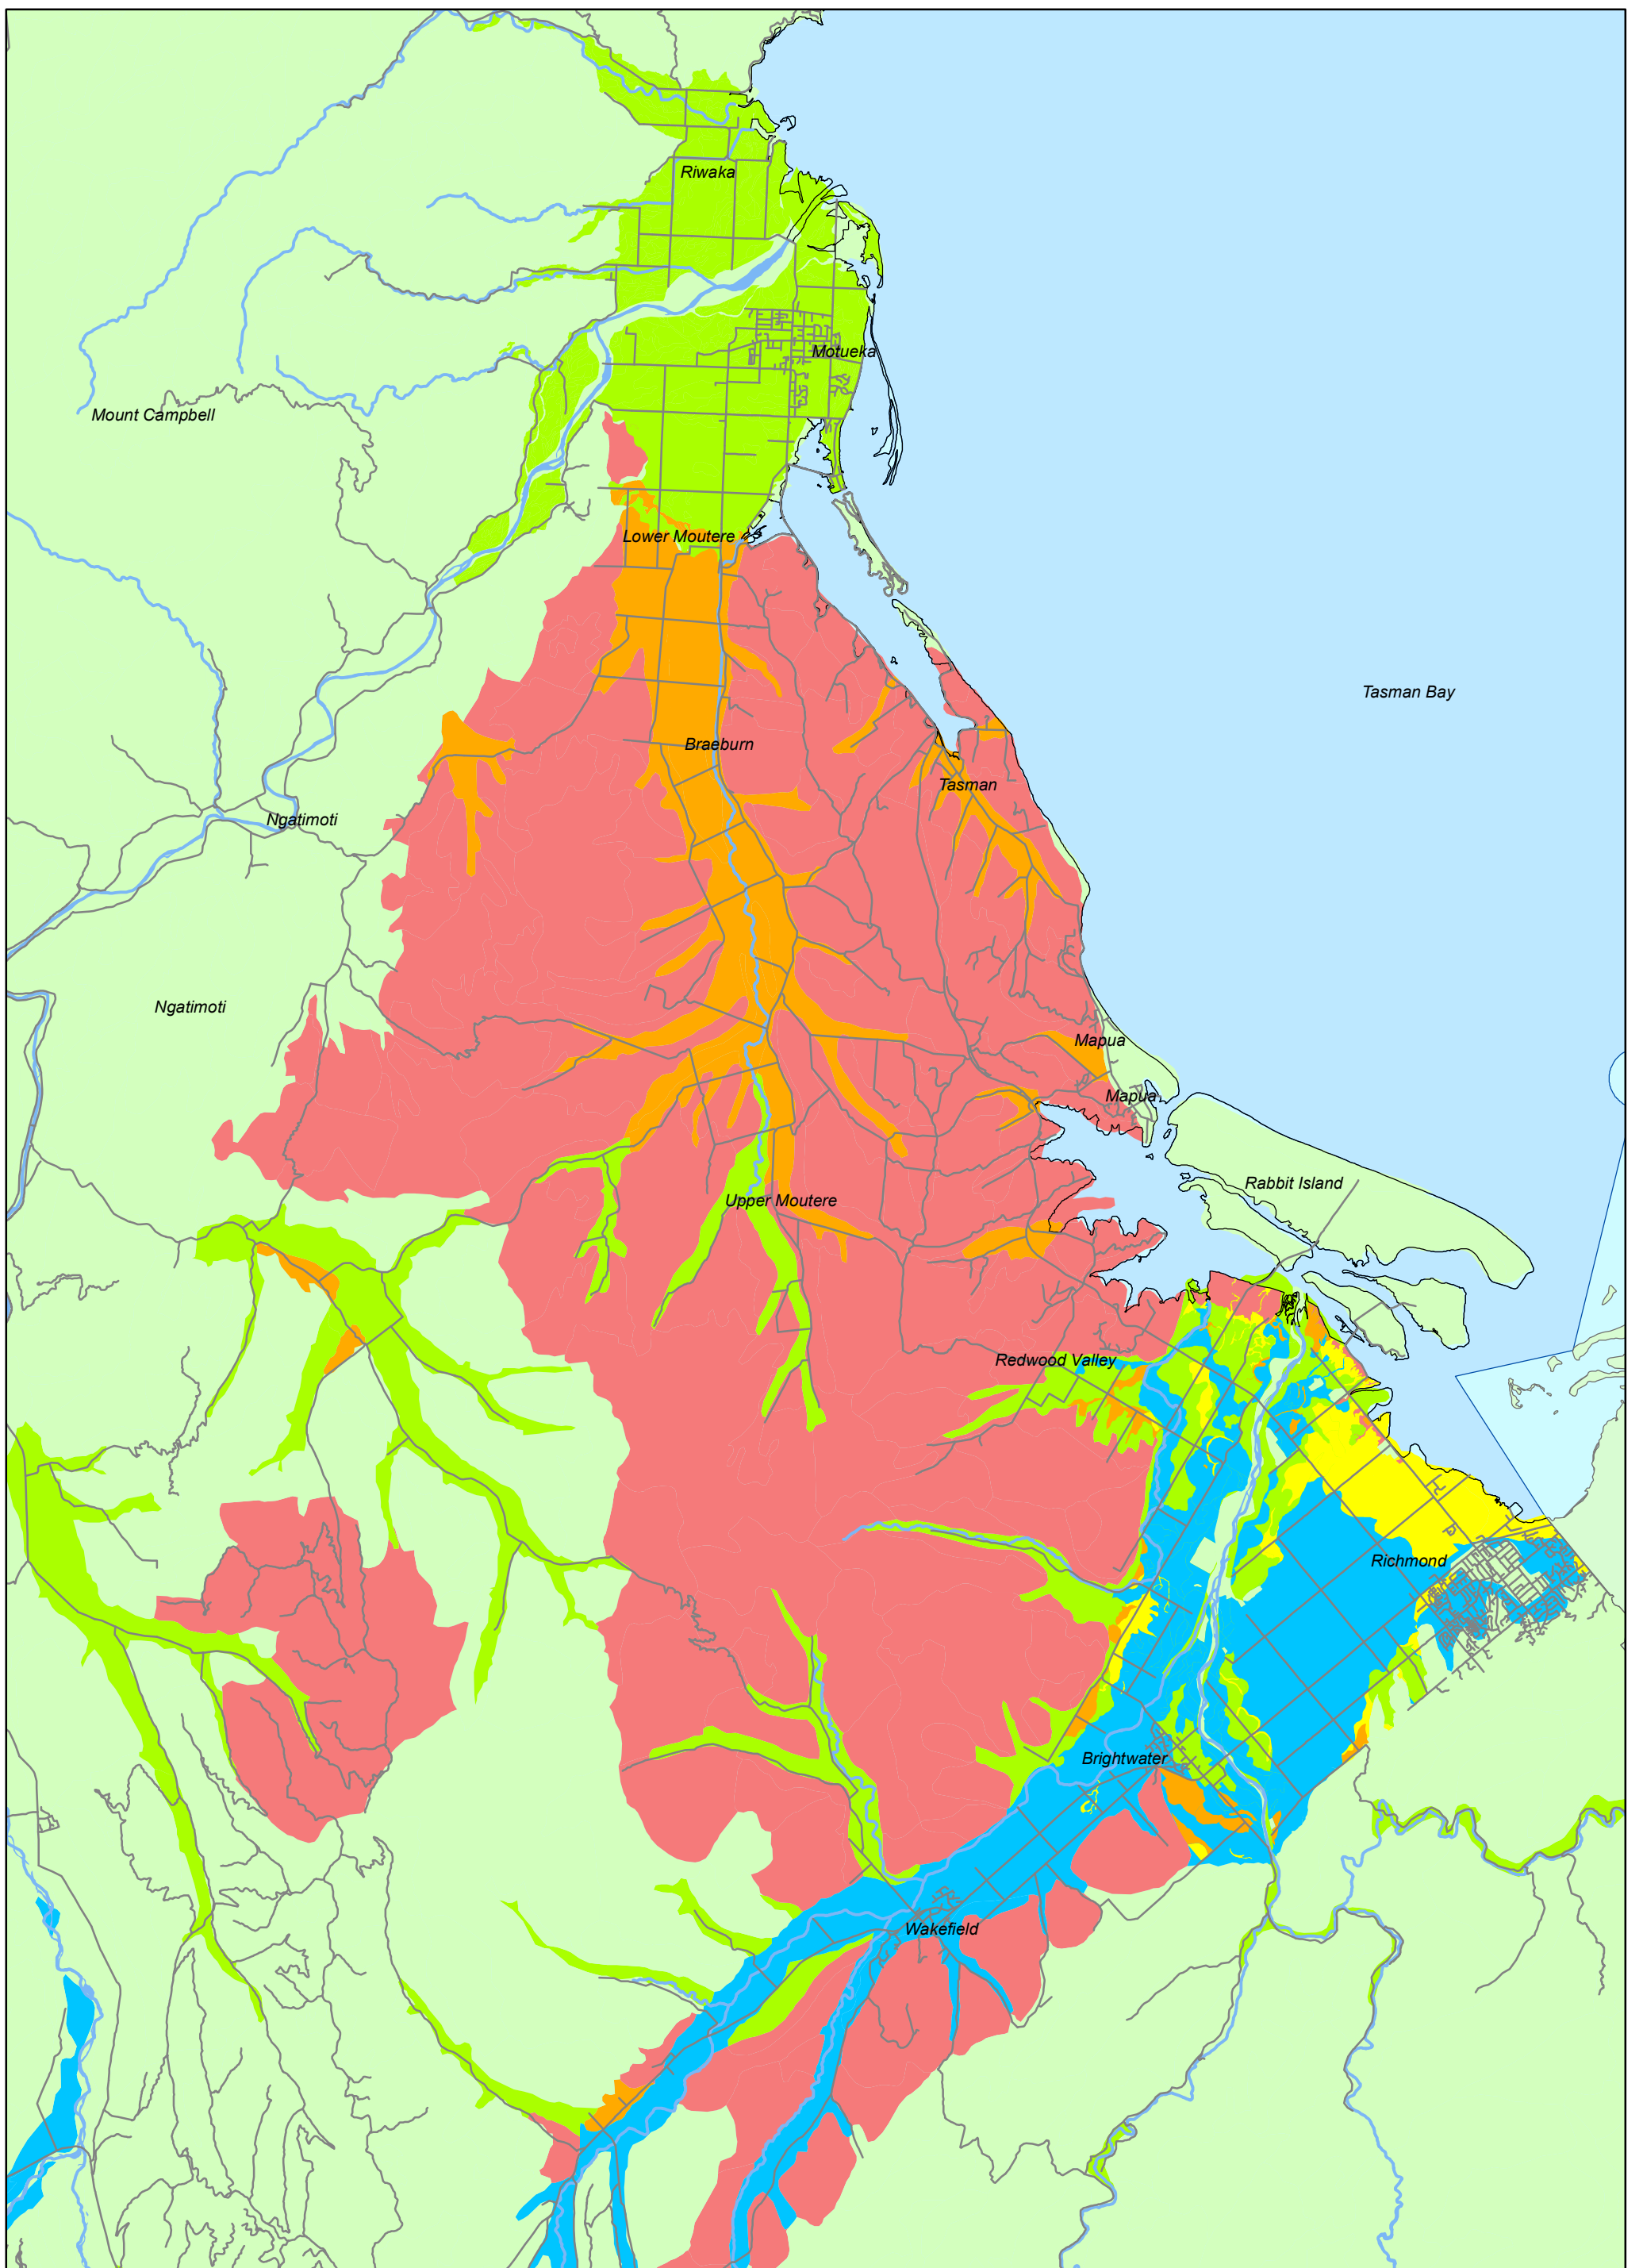 Riwaka
Motueka
Mount Campbell
Lower Moutere
Tasman Bay
Braeburn
Tasman
Ngatimoti
Ngatimoti
Mapua
Mapua
Rabbit Island
Upper Moutere
Redwood Valley
Richmond
Brightwater
Wakefield